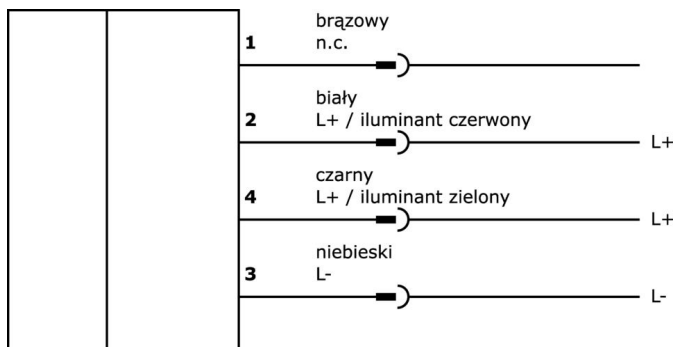 brązowy
1 n.c.
biały
2 L+ / iluminant czerwony
L+
czarny
4 L+ / iluminant zielony
L+
niebieski
3 L-
L-